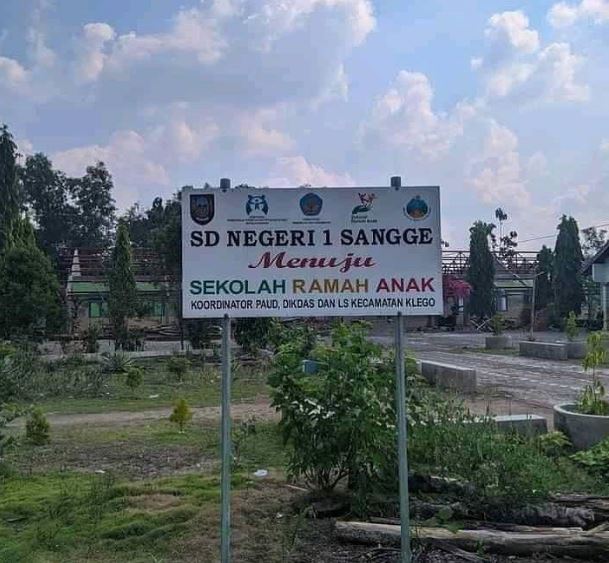 SD NEGERI 1 SANGGE
Menuju
SEKOLAH RAMAH ANAK
KOORDINATOR PAUD, DIKDAS DAN LS KECAMATAN KLEGO